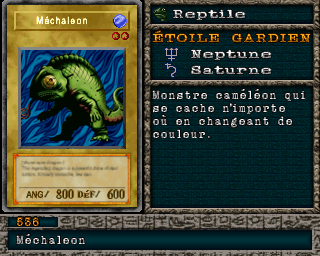 Méchaleon
Reptile
ÉTOILE GARDIEN
Neptune
Saturne
Monstre caméléon qui
se cache n'importe
où en changeant de
couleur.
ANG/ 800 DéF/ 600
536
Méchaleon